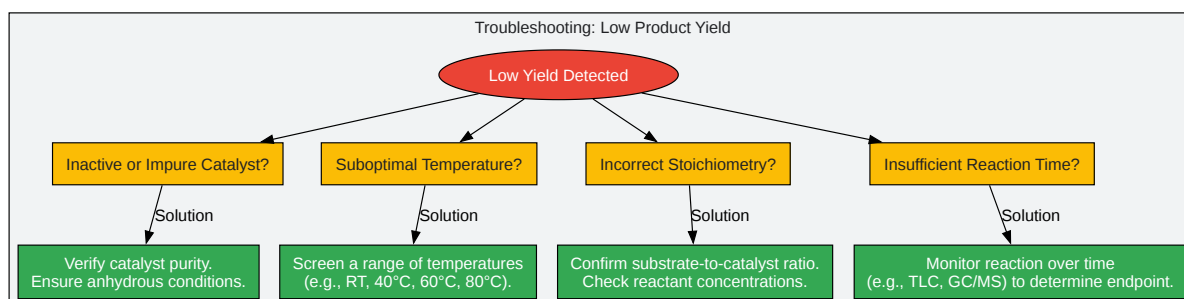 Troubleshooting: Low Product Yield
Low Yield Detected
Inactive or Impure Catalyst?
Suboptimal Temperature?
Incorrect Stoichiometry?
Insufficient Reaction Time?
Solution
Solution
Solution
Solution
Verify catalyst purity.
Ensure anhydrous conditions.
Screen a range of temperatures
(e.g., RT, 40°C, 60°C, 80°C).
Confirm substrate-to-catalyst ratio.
Check reactant concentrations.
Monitor reaction over time
(e.g., TLC, GC/MS) to determine endpoint.